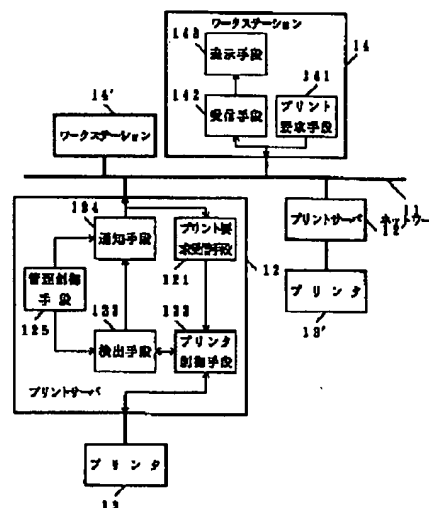 ワークステーション
143
表示手段
14
14'
142
141
受信手段
プリント
要求手段
ワークステーション
124
通知手段
プリント要
求受信手段
121
12
プリントサーバ
12'
ネットワーク
管理制御
手段
125
検出手段
プリンタ
制御手段
プリントサーバ
プリンタ
13'
プリンタ
13